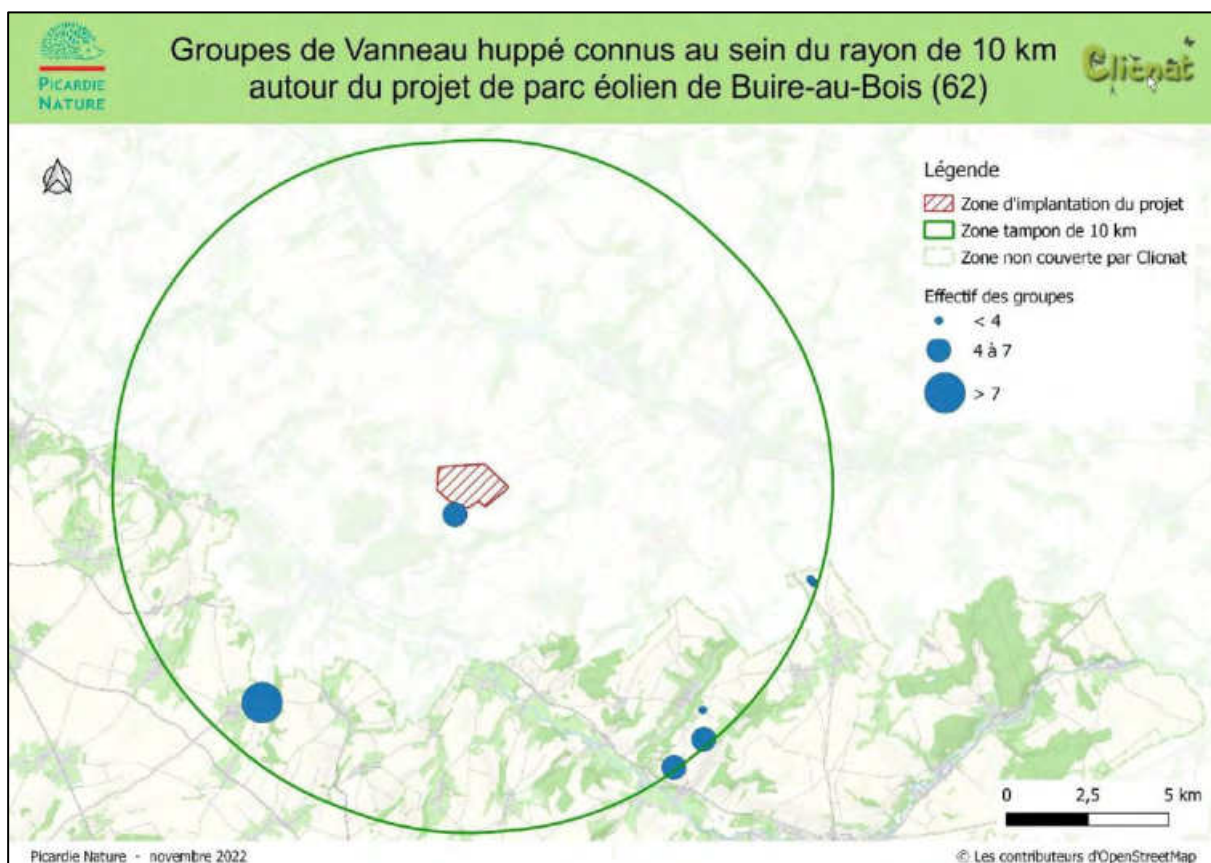 PICARDIE
NATURE
Groupes de Vanneau huppé connus au sein du rayon de 10 km
autour du projet de parc éolien de Buire-au-Bois (62)
Clicnat
Légende
Zone d'implantation du projet
Zone tampon de 10 km
Zone non couverte par Clicnat
Effectif des groupes
< 4
4 à 7
> 7
0 2,5 5 km
Picardie Nature - novembre 2022
© Les contributeurs d'OpenStreetMap